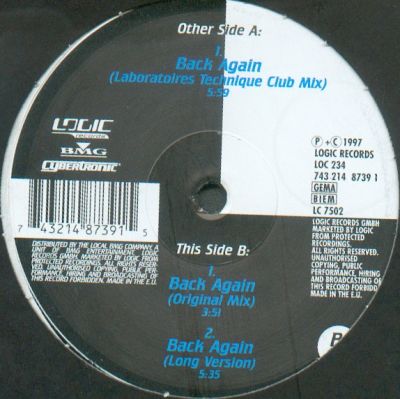 Other Side A:
1.
Back Again
(Laboratoires Technique Club Mix)
5:59
LOGIC
records
BMG
CYBERTRONIC
7 43214 87391 5
DISTRIBUTED BY THE LOCAL BMG COMPANY. A
UNIT OF BMG ENTERTAINMENT LOGIC
RECORDS GMBH. MARKETED BY LOGIC FROM
PROTECTED RECORDINGS. ALL RIGHTS RESER-
VED. UNAUTHORISED COPYING, PUBLIC PER-
FORMANCE, HIRING AND BROADCASTING OF
THIS RECORD FORBIDDEN. MADE IN THE E.U.
P + C 1997
LOGIC RECORDS
LOC 234
743 214 8739 1
GEMA
BIEM
LC 7502
LOGIC RECORDS GMBH
MARKETED BY LOGIC
FROM PROTECTED
RECORDINGS.
ALL RIGHTS RESERVED.
UNAUTHORISED
COPYING, PUBLIC
PERFORMANCE, HIRING
AND BROADCASTING OF
THIS RECORD FORBIDD
MADE IN THE E.U.
This Side B:
1.
Back Again
(Original Mix)
3:51
2.
Back Again
(Long Version)
5:35